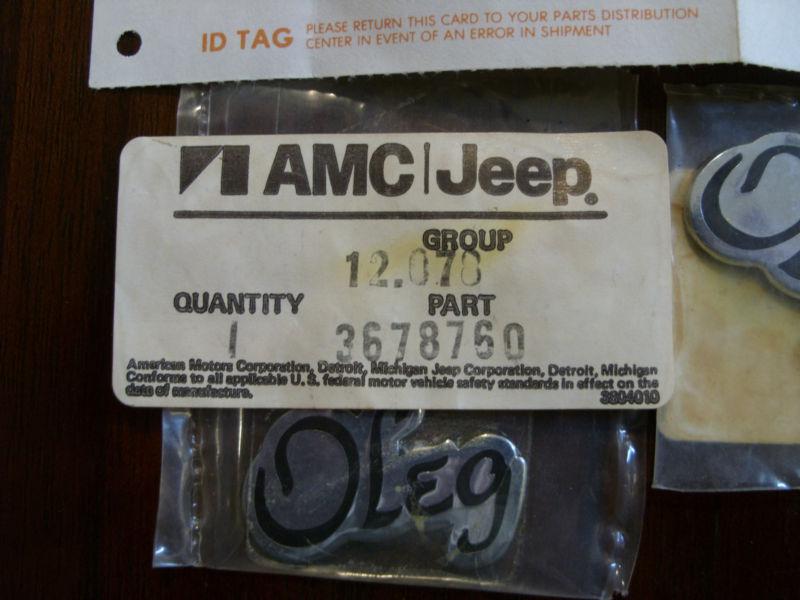 ID TAG PLEASE RETURN THIS CARD TO YOUR PARTS DISTRIBUTION
CENTER IN EVENT OF AN ERROR IN SHIPMENT
AMC|Jeep®
GROUP
12.078
QUANTITY PART
1 3678760
American Motors Corporation, Detroit, Michigan Jeep Corporation, Detroit, Michigan
Conforms to all applicable U. S. federal motor vehicle safety standards in effect on the
date of manufacture. 3804010
Oleg